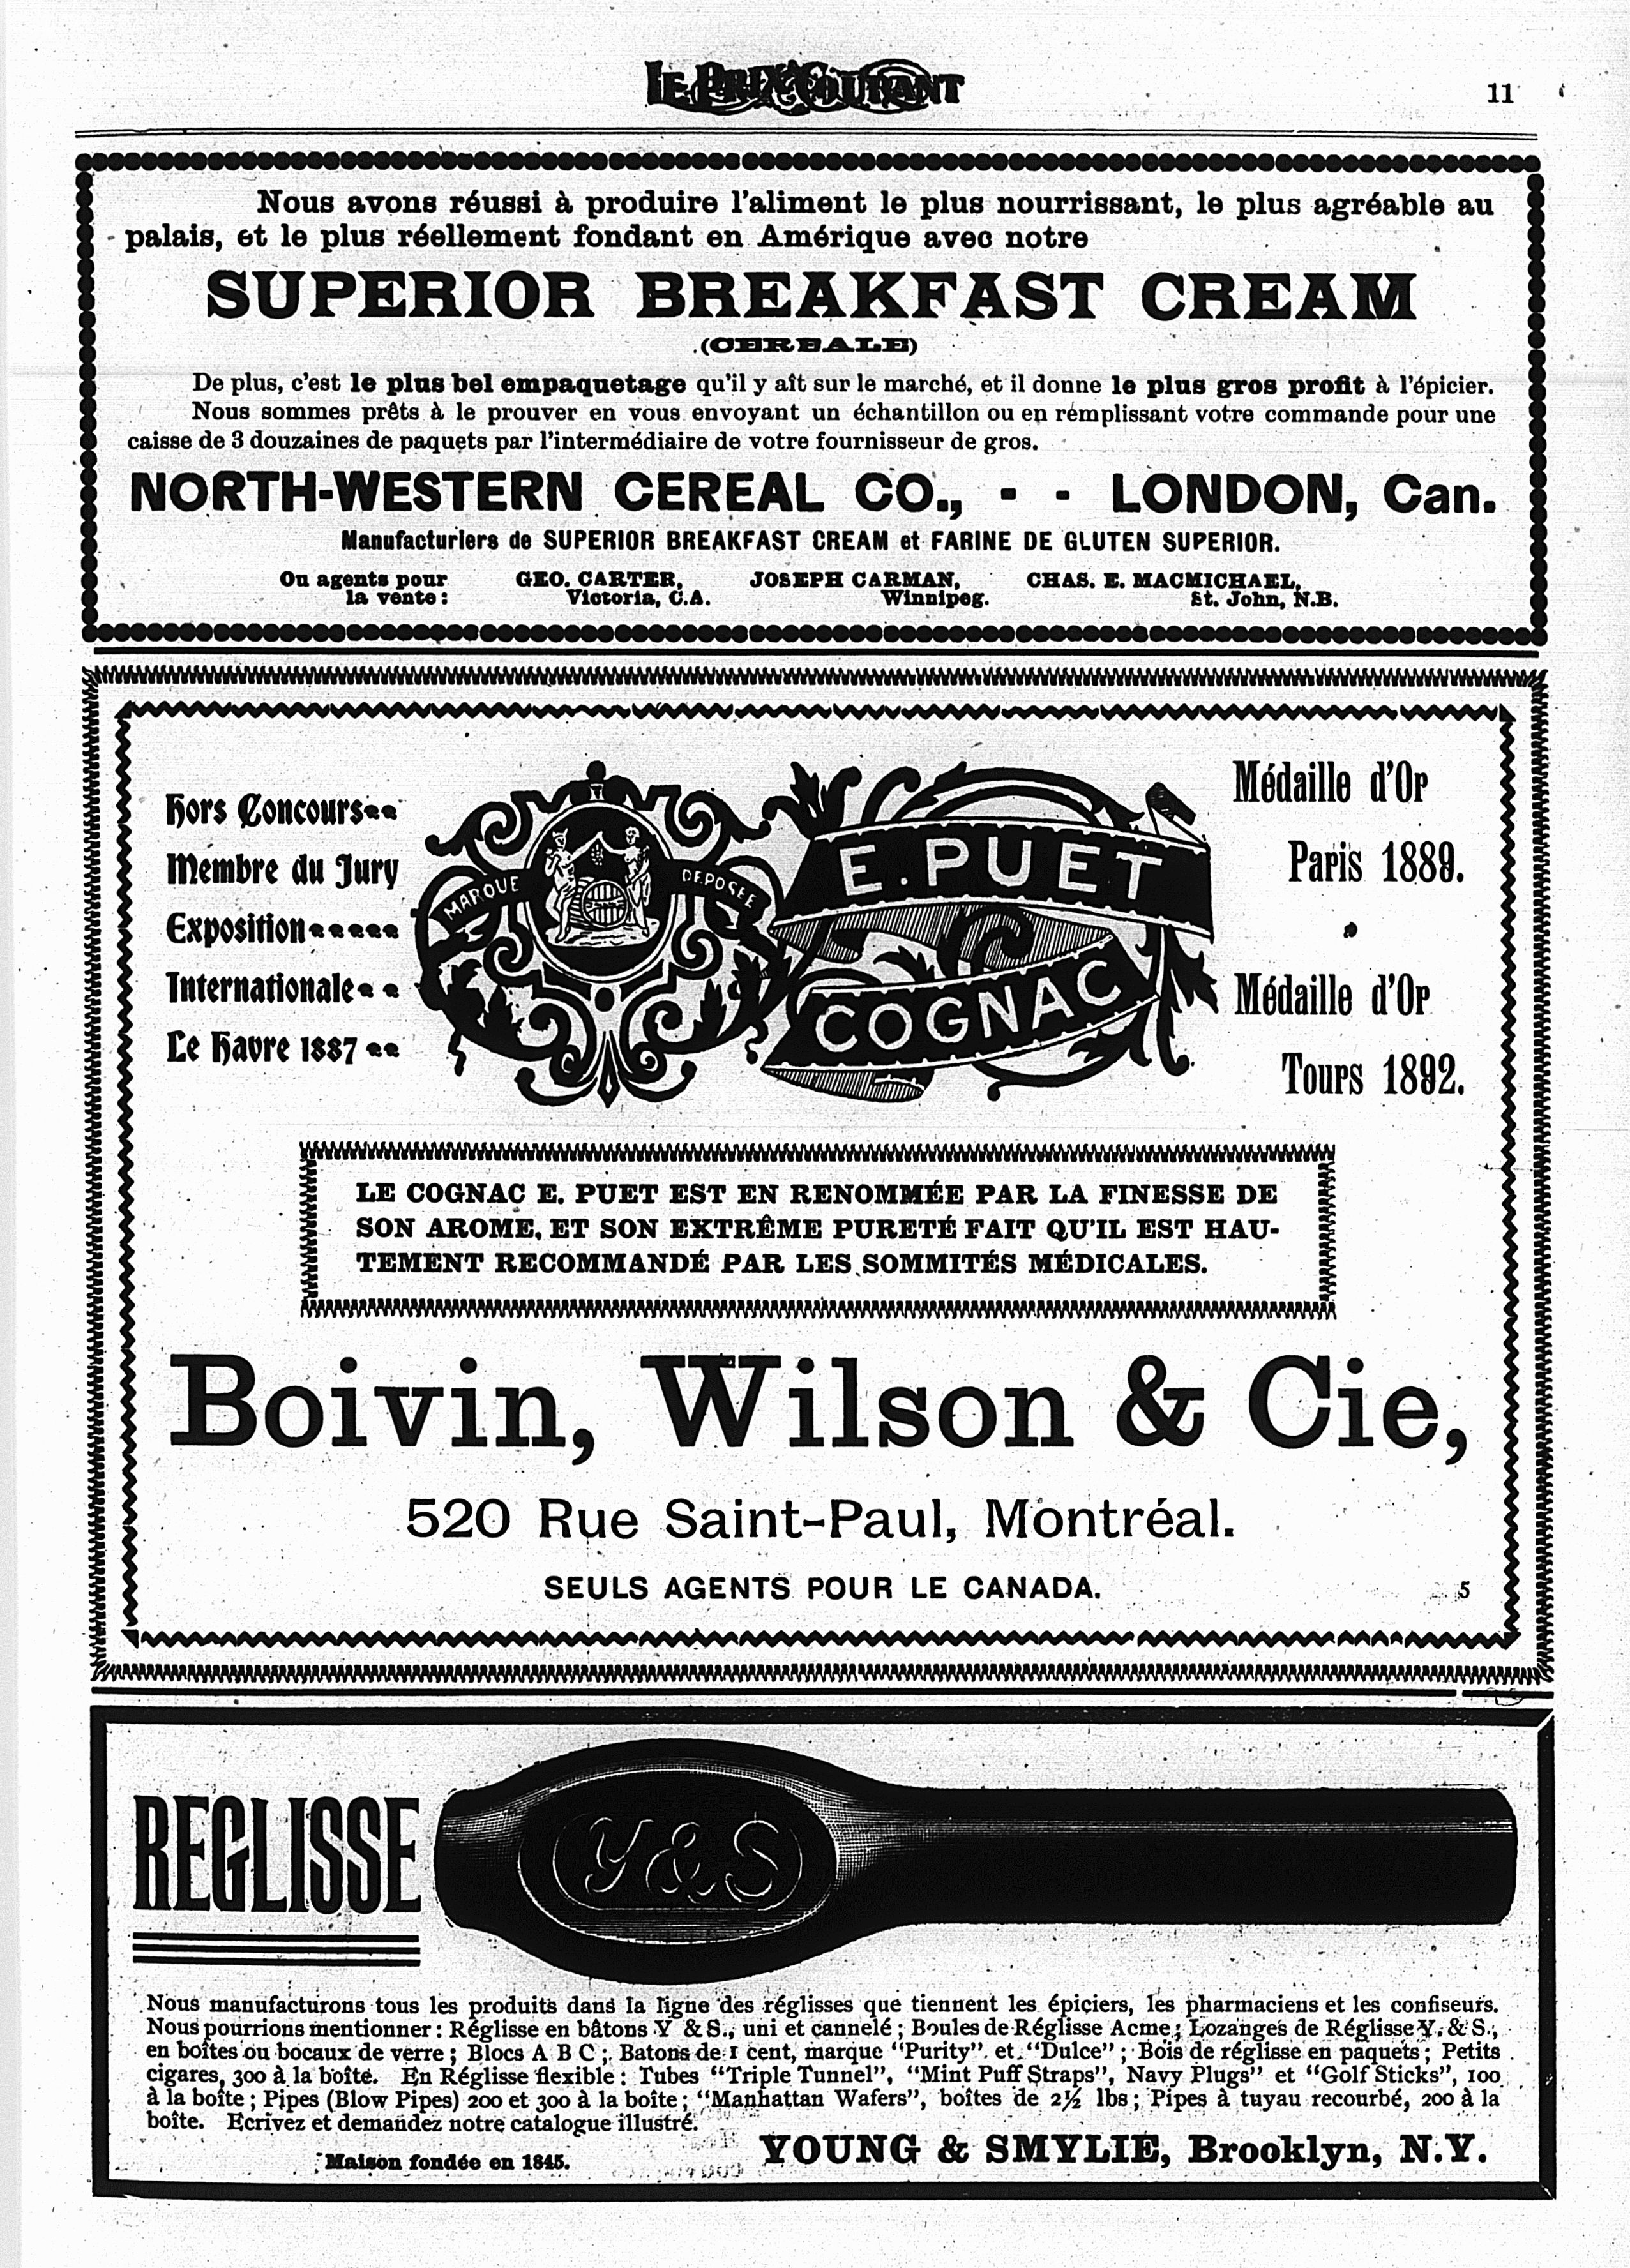 LE PRIX COURANT
11
Nous avons réussi à produire l'aliment le plus nourrissant, le plus agréable au
palais, et le plus réellement fondant en Amérique avec notre
SUPERIOR BREAKFAST CREAM
(CEREALE)
De plus, c'est le plus bel empaquetage qu'il y aît sur le marché, et il donne le plus gros profit à l'épicier.
Nous sommes prêts à le prouver en vous envoyant un échantillon ou en remplissant votre commande pour une
caisse de 3 douzaines de paquets par l'intermédiaire de votre fournisseur de gros.
NORTH-WESTERN CEREAL CO., - - LONDON, Can.
Manufacturiers de SUPERIOR BREAKFAST CREAM et FARINE DE GLUTEN SUPERIOR.
Ou agents pour
la vente :
GEO. CARTER,
Victoria, C.A.
JOSEPH CARMAN,
Winnipeg.
CHAS. E. MACMICHAEL,
St. John, N.B.
Hors Concours
Membre du Jury
Exposition
Internationale
Le Havre 1887
MARQUE DEPOSEE
E. PUET
COGNAC
Médaille d'Or
Paris 1889.
Médaille d'Or
Tours 1892.
LE COGNAC E. PUET EST EN RENOMMÉE PAR LA FINESSE DE
SON AROME, ET SON EXTRÊME PURETÉ FAIT QU'IL EST HAU-
TEMENT RECOMMANDÉ PAR LES SOMMITÉS MÉDICALES.
Boivin, Wilson & Cie,
520 Rue Saint-Paul, Montréal.
SEULS AGENTS POUR LE CANADA.
5
REGLISSE
Y & S
Nous manufacturons tous les produits dans la ligne des réglisses que tiennent les épiciers, les pharmaciens et les confiseurs.
Nous pourrions mentionner : Réglisse en bâtons Y & S., uni et cannelé ; Boules de Réglisse Acme ; Lozanges de Réglisse Y. & S.,
en boîtes ou bocaux de verre ; Blocs A B C ; Batons de 1 cent, marque "Purity" et "Dulce" ; Bois de réglisse en paquets ; Petits
cigares, 300 à la boîte. En Réglisse flexible : Tubes "Triple Tunnel", "Mint Puff Straps", Navy Plugs" et "Golf Sticks", 100
à la boîte ; Pipes (Blow Pipes) 200 et 300 à la boîte ; "Manhattan Wafers", boîtes de 2½ lbs ; Pipes à tuyau recourbé, 200 à la
boîte. Ecrivez et demandez notre catalogue illustré.
Maison fondée en 1845.
YOUNG & SMYLIE, Brooklyn, N.Y.